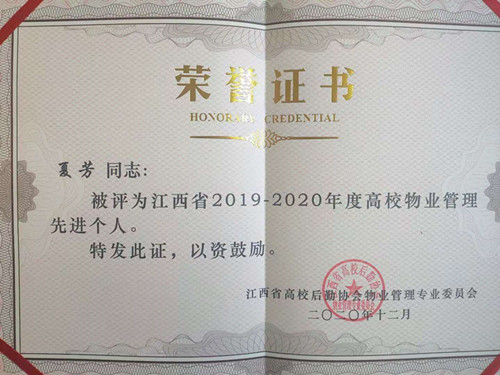 荣誉证书
HONORARY CREDENTIAL
夏芳 同志:
被评为江西省2019-2020年度高校物业管理
先进个人。
特发此证，以资鼓励。
江西省高校后勤协会物业管理专业委员会
二〇二〇年十二月